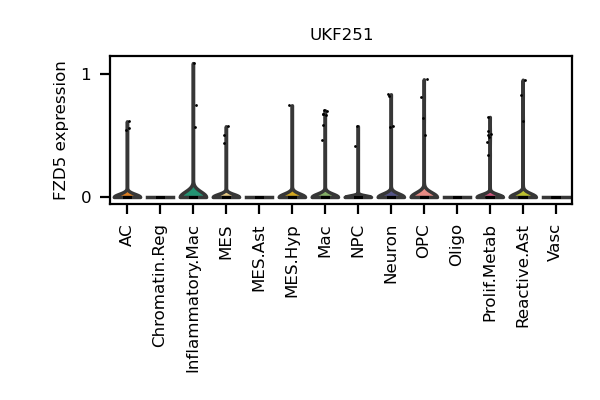 UKF251
FZD5 expression
1
0
AC
Chromatin.Reg
Inflammatory.Mac
MES
MES.Ast
MES.Hyp
Mac
NPC
Neuron
OPC
Oligo
Prolif.Metab
Reactive.Ast
Vasc